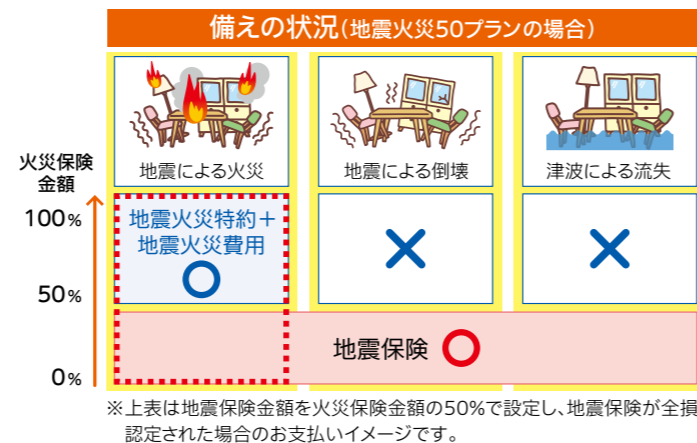 備えの状況(地震火災50プランの場合)
地震による火災
地震による倒壊
津波による流失
火災保険
金額
100%
地震火災特約+
地震火災費用
50%
地震保険
0%
※上表は地震保険金額を火災保険金額の50%で設定し、地震保険が全損
認定された場合のお支払いイメージです。